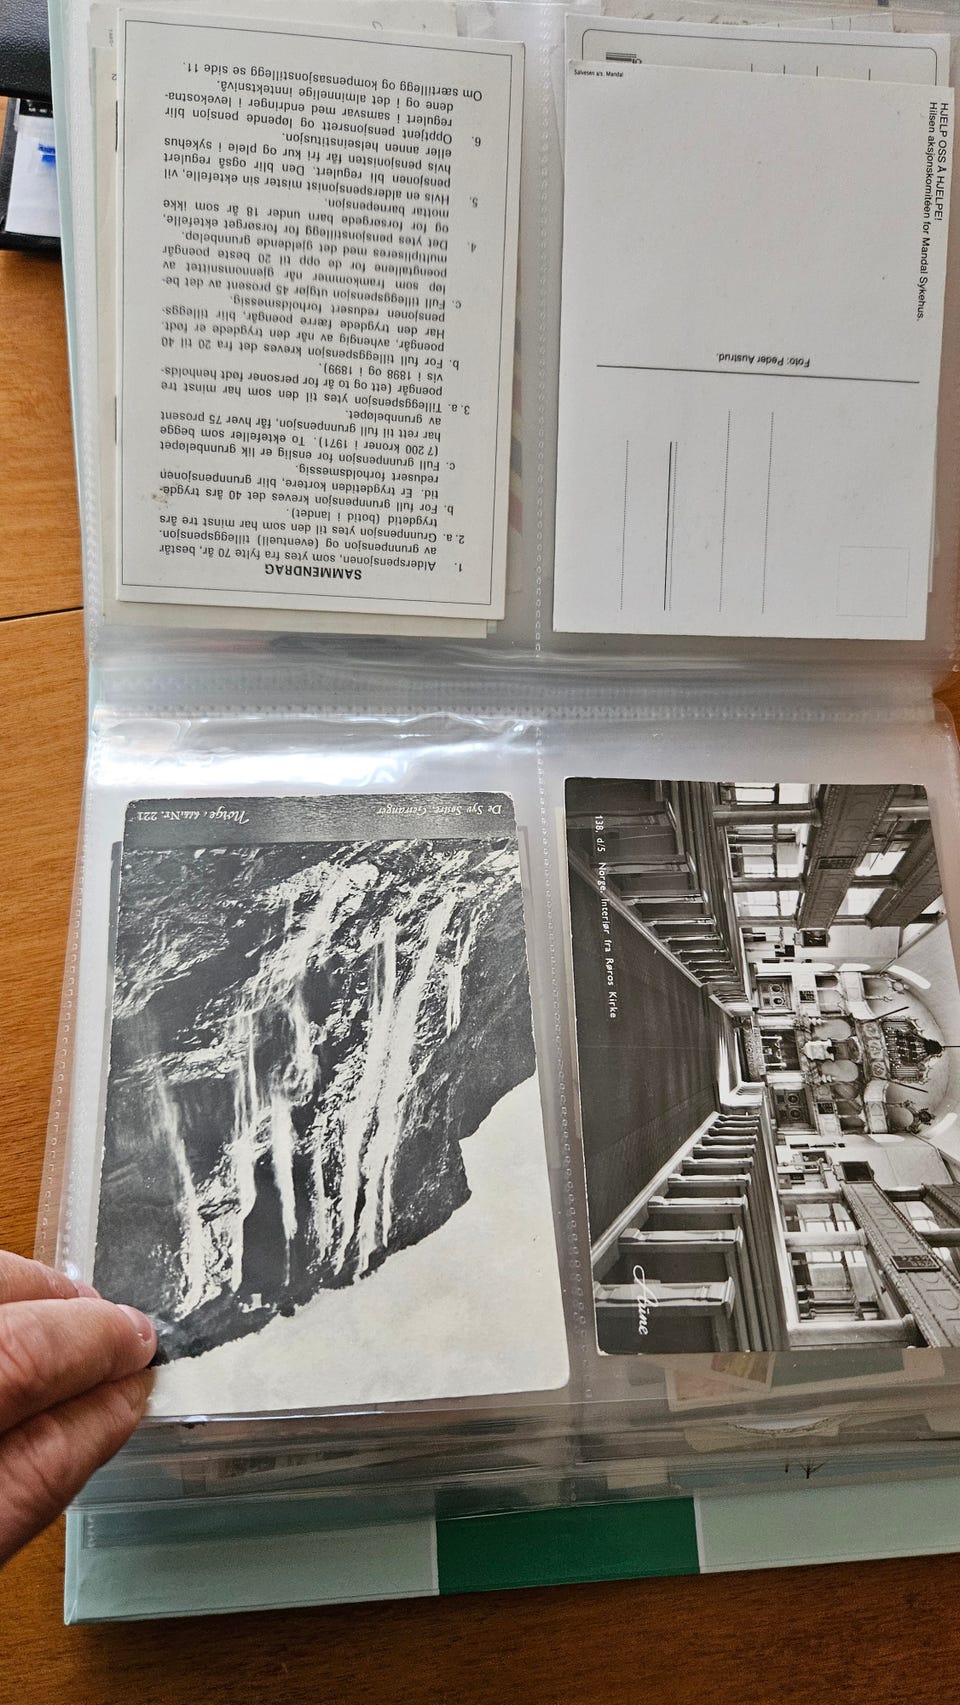 SAMMENDRAG
1. Alderspensjonen, som ytes fra fylte 70 år, består
av grunnpensjon og (eventuell) tilleggspensjon.
2. a. Grunnpensjon ytes til den som har minst tre års
trygdetid (botid i landet).
b. For full grunnpensjon kreves det 40 års trygde-
tid. Er trygdetiden kortere, blir grunnpensjonen
redusert forholdsmessig.
c. Full grunnpensjon for enslig er lik grunnbeløpet
(7 200 kroner i 1971). To ektefeller som begge
har rett til full grunnpensjon, får hver 75 prosent
av grunnbeløpet.
3. a. Tilleggspensjon ytes til den som har minst tre
poengår (ett og to år for personer født henholds-
vis i 1898 og i 1899).
b. For full tilleggspensjon kreves det fra 20 til 40
poengår, avhengig av når den trygdede er født.
Har den trygdede færre poengår, blir tilleggs-
pensjonen redusert forholdsmessig.
c. Full tilleggspensjon utgjør 45 prosent av det be-
løp som framkommer når gjennomsnittet av
poengtallene for de opp til 20 beste poengår
multipliseres med det gjeldende grunnbeløp.
4. Det ytes pensjonstillegg for forsørget ektefelle,
og for forsørgede barn under 18 år som ikke
mottar barnepensjon.
5. Hvis en alderspensjonist mister sin ektefelle, vil
pensjonen bli regulert. Den blir også regulert
hvis pensjonisten får fri kur og pleie i sykehus
eller annen helseinstitusjon.
6. Opptjent pensjonsrett og løpende pensjon blir
regulert i samsvar med endringer i levekostna-
dene og i det alminnelige inntektsnivå.
Om særtillegg og kompensasjonstillegg se side 11.
Salvesen a/s. Mandal
HJELP OSS Å HJELPE!
Hilsen aksjonskomitéen for Mandal Sykehus.
Foto: Peder Austrud.
De Syv Søstre, Geiranger
Norge, Nr. 221
138. d/5 Norge. Interiør fra Røros Kirke
Aune